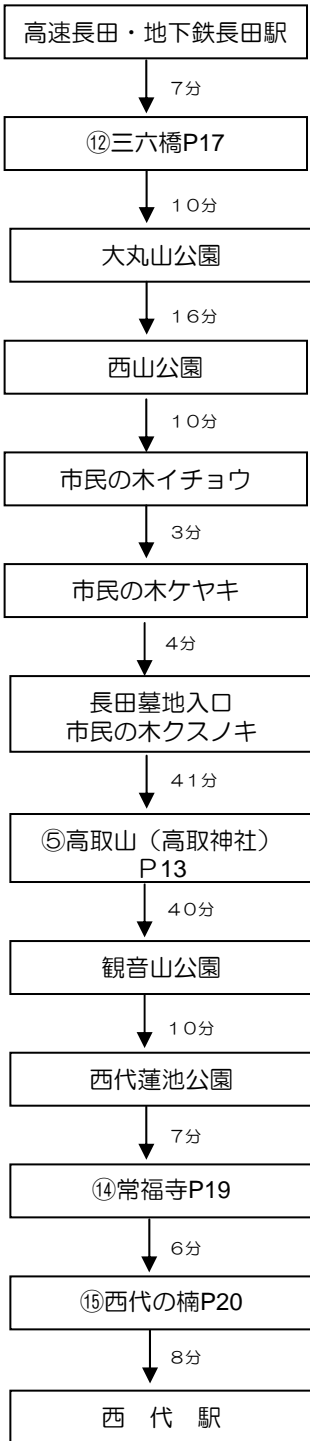 高速長田・地下鉄長田駅
7分
⑫三六橋P17
10分
大丸山公園
16分
西山公園
10分
市民の木イチョウ
3分
市民の木ケヤキ
4分
長田墓地入口
市民の木クスノキ
41分
⑤高取山（高取神社）
P13
40分
観音山公園
10分
西代蓮池公園
7分
⑭常福寺P19
6分
⑮西代の楠P20
8分
西　代　駅